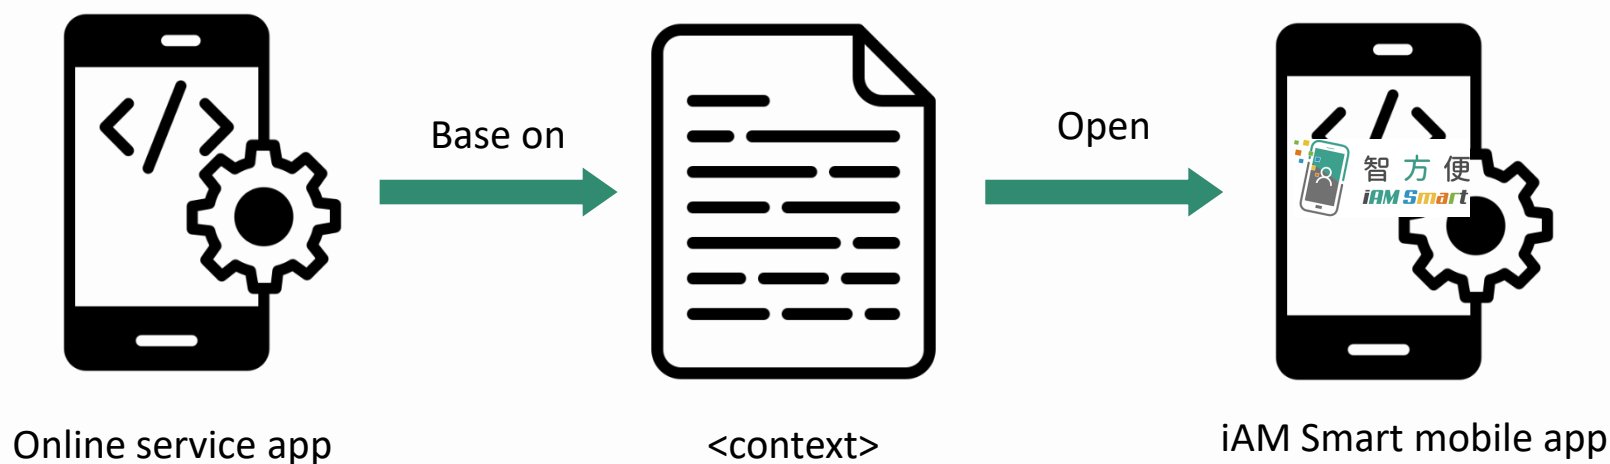 Base on
Open
智方便
iAM Smart
Online service app
<context>
iAM Smart mobile app